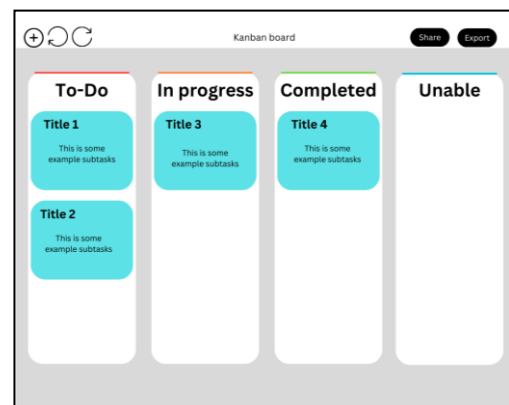 Kanban board
Share
Export
To-Do
In progress
Completed
Unable
Title 1
This is some
example subtasks
Title 2
This is some
example subtasks
Title 3
This is some
example subtasks
Title 4
This is some
example subtasks